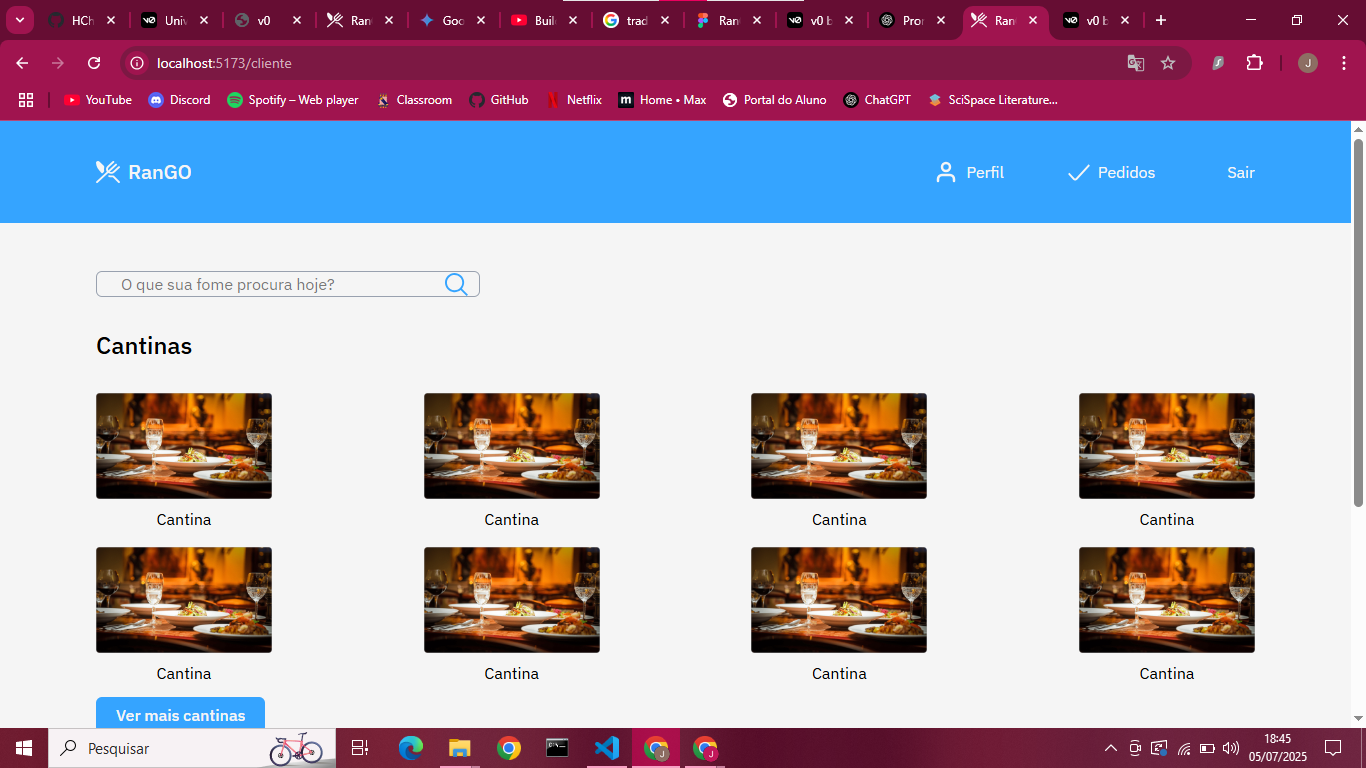 HCh
Univ
v0
Ran
Goo
Buil
trad
Ran
v0 b
Pror
Ran
v0 b
localhost:5173/cliente
J
YouTube
Discord
Spotify – Web player
Classroom
GitHub
Netflix
m
Home • Max
Portal do Aluno
ChatGPT
SciSpace Literature...
RanGO
Perfil
Pedidos
Sair
O que sua fome procura hoje?
Cantinas
Cantina
Cantina
Cantina
Cantina
Cantina
Cantina
Cantina
Cantina
Ver mais cantinas
Pesquisar
18:45
05/07/2025